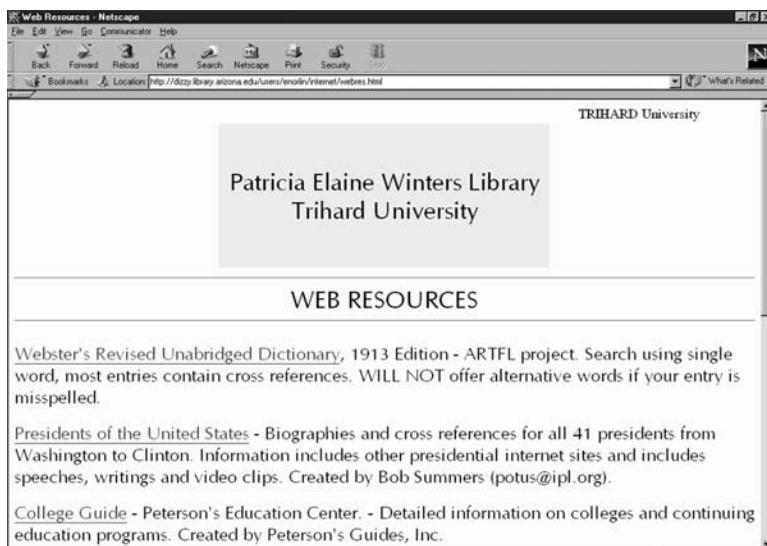 Web Resources - Netscape
File Edit View Go Communicator Help
Back Forward Reload Home Search Netscape Print Security Stop
Bookmarks Location: http://dizzy.library.arizona.edu/users/enorlin/internet/webres.html What's Related
N
TRIHARD University
Patricia Elaine Winters Library
Trihard University
WEB RESOURCES
Webster's Revised Unabridged Dictionary, 1913 Edition - ARTFL project. Search using single
word, most entries contain cross references. WILL NOT offer alternative words if your entry is
misspelled.
Presidents of the United States - Biographies and cross references for all 41 presidents from
Washington to Clinton. Information includes other presidential internet sites and includes
speeches, writings and video clips. Created by Bob Summers (potus@ipl.org).
College Guide - Peterson's Education Center. - Detailed information on colleges and continuing
education programs. Created by Peterson's Guides, Inc.